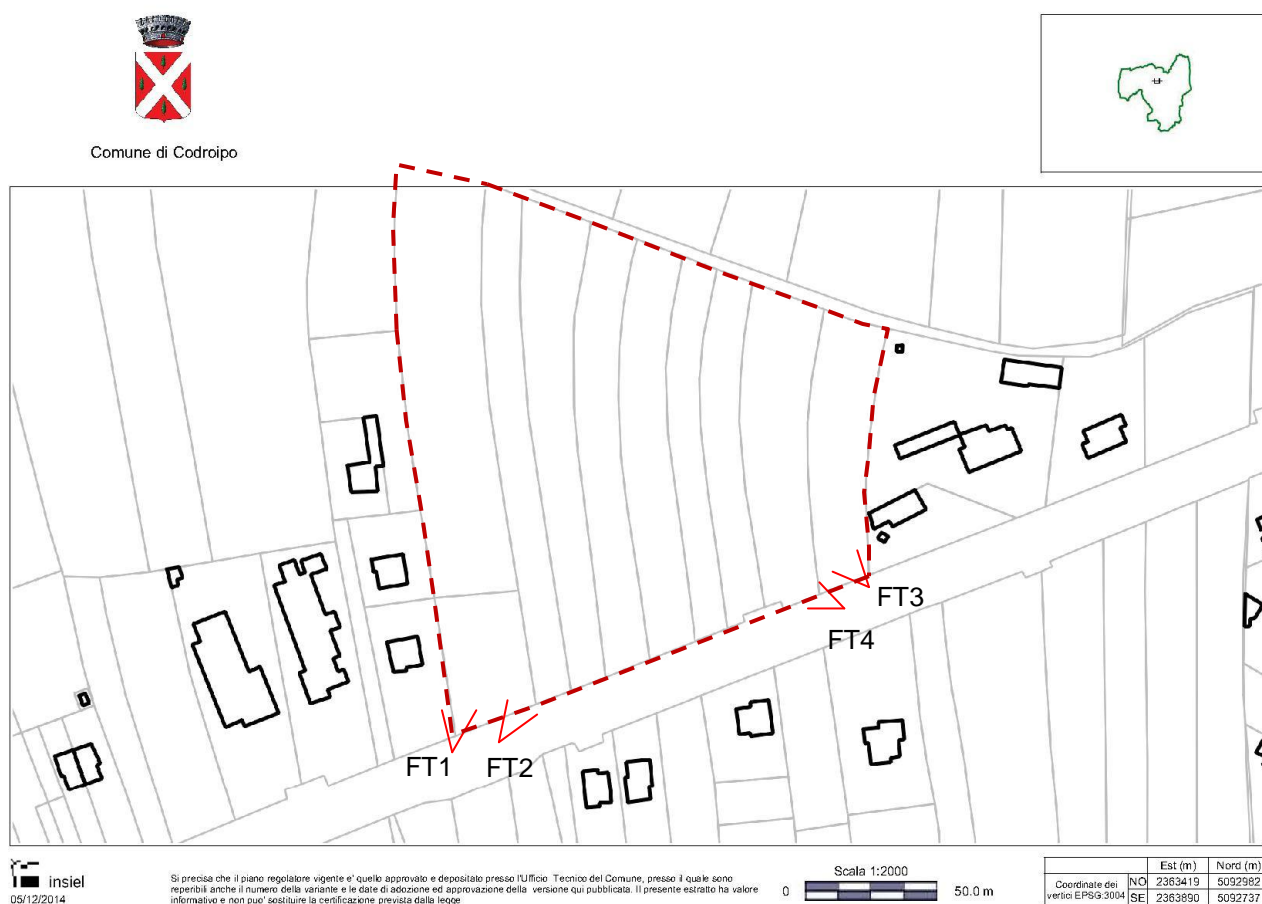 Comune di Codroipo
FT3
FT4
FT1
FT2
insiel
05/12/2014
Si precisa che il piano regolatore vigente e' quello approvato e depositato presso l'Ufficio Tecnico del Comune, presso il quale sono
reperibili anche il numero della variante e le date di adozione ed approvazione della versione qui pubblicata. Il presente estratto ha valore
informativo e non puo' sostituire la certificazione prevista dalla legge
Scala 1:2000
0
50.0 m
Est (m) Nord (m)
Coordinate dei
vertici EPSG:3004
NO 2363419 5092982
SE 2363890 5092737